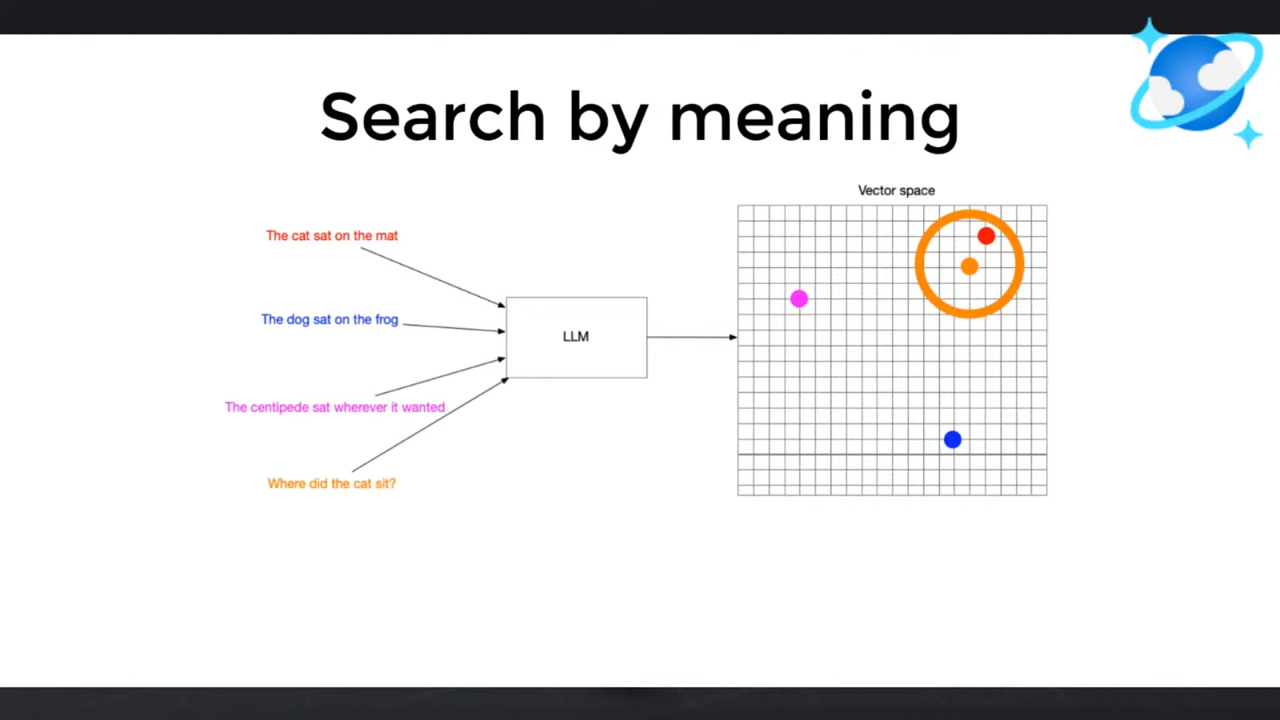 Search by meaning
Vector space
The cat sat on the mat
The dog sat on the frog
LLM
The centipede sat wherever it wanted
Where did the cat sit?